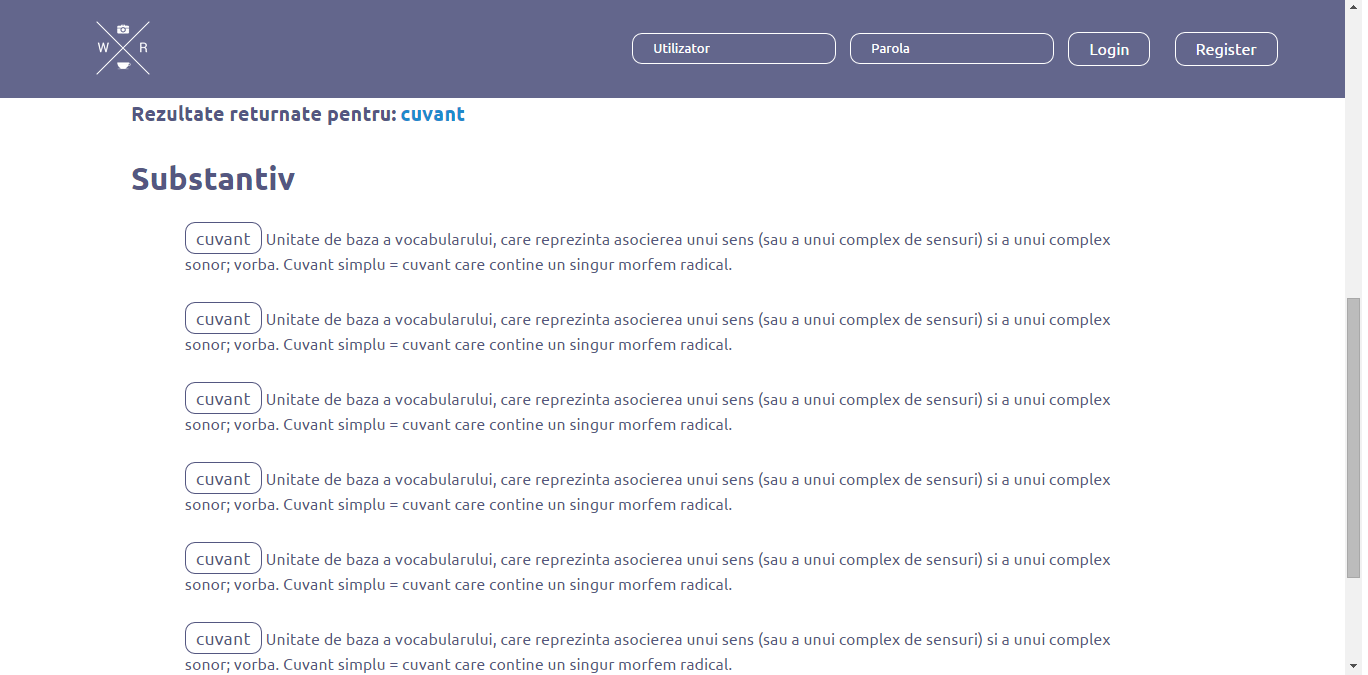 W R
Utilizator
Parola
Login
Register
Rezultate returnate pentru: cuvant
Substantiv
cuvant Unitate de baza a vocabularului, care reprezinta asocierea unui sens (sau a unui complex de sensuri) si a unui complex
sonor; vorba. Cuvant simplu = cuvant care contine un singur morfem radical.
cuvant Unitate de baza a vocabularului, care reprezinta asocierea unui sens (sau a unui complex de sensuri) si a unui complex
sonor; vorba. Cuvant simplu = cuvant care contine un singur morfem radical.
cuvant Unitate de baza a vocabularului, care reprezinta asocierea unui sens (sau a unui complex de sensuri) si a unui complex
sonor; vorba. Cuvant simplu = cuvant care contine un singur morfem radical.
cuvant Unitate de baza a vocabularului, care reprezinta asocierea unui sens (sau a unui complex de sensuri) si a unui complex
sonor; vorba. Cuvant simplu = cuvant care contine un singur morfem radical.
cuvant Unitate de baza a vocabularului, care reprezinta asocierea unui sens (sau a unui complex de sensuri) si a unui complex
sonor; vorba. Cuvant simplu = cuvant care contine un singur morfem radical.
cuvant Unitate de baza a vocabularului, care reprezinta asocierea unui sens (sau a unui complex de sensuri) si a unui complex
sonor; vorba. Cuvant simplu = cuvant care contine un singur morfem radical.